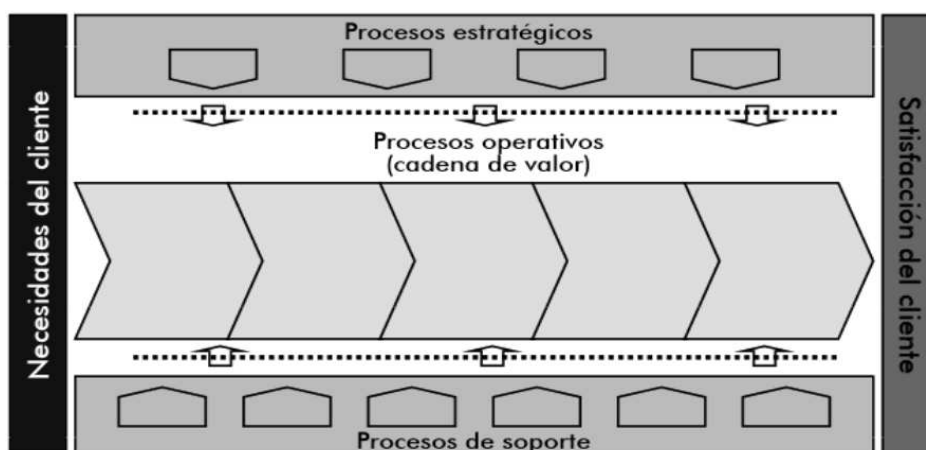 Procesos estratégicos
Necesidades del cliente
Procesos operativos
(cadena de valor)
Satisfacción del cliente
Procesos de soporte